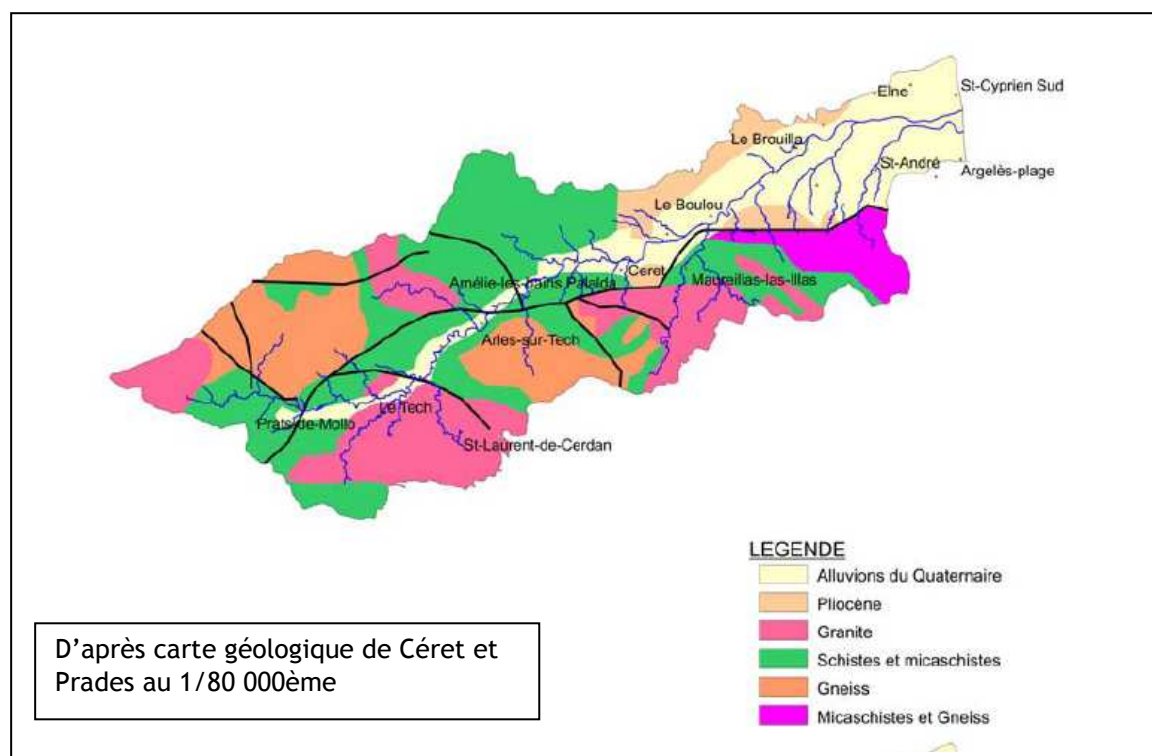 St-Cyprien Sud
Elne
Le Brouilla
St-André
Argelès-plage
Le Boulou
Ceret
Amélie-les-bains Palalda
Maureillas-las-Illas
Arles-sur-Tech
Le Tech
Prats-de-Mollo
St-Laurent-de-Cerdan
LEGENDE
Alluvions du Quaternaire
Pliocène
Granite
Schistes et micaschistes
Gneiss
Micaschistes et Gneiss
D'après carte géologique de Céret et
Prades au 1/80 000ème